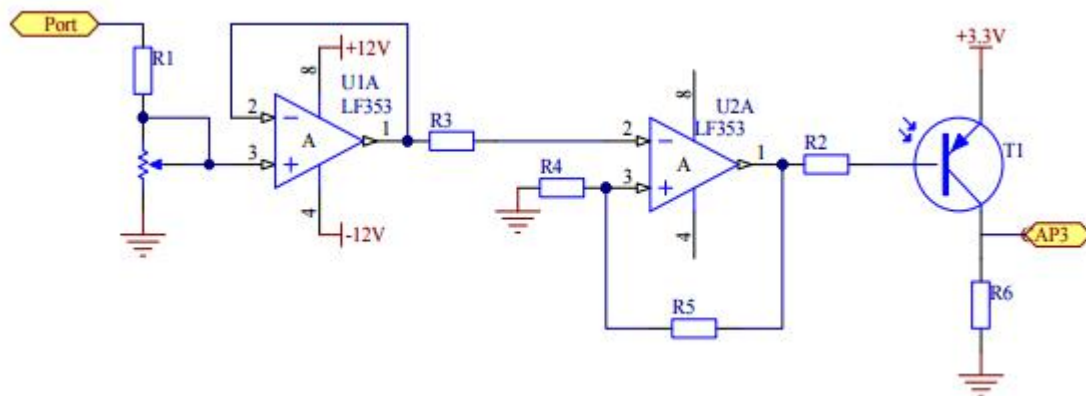 Port
R1
2
3
8
+12V
U1A
LF353
A
1
4
-12V
R3
R4
2
3
8
U2A
LF353
A
1
4
R5
R2
+3.3V
T1
AP3
R6